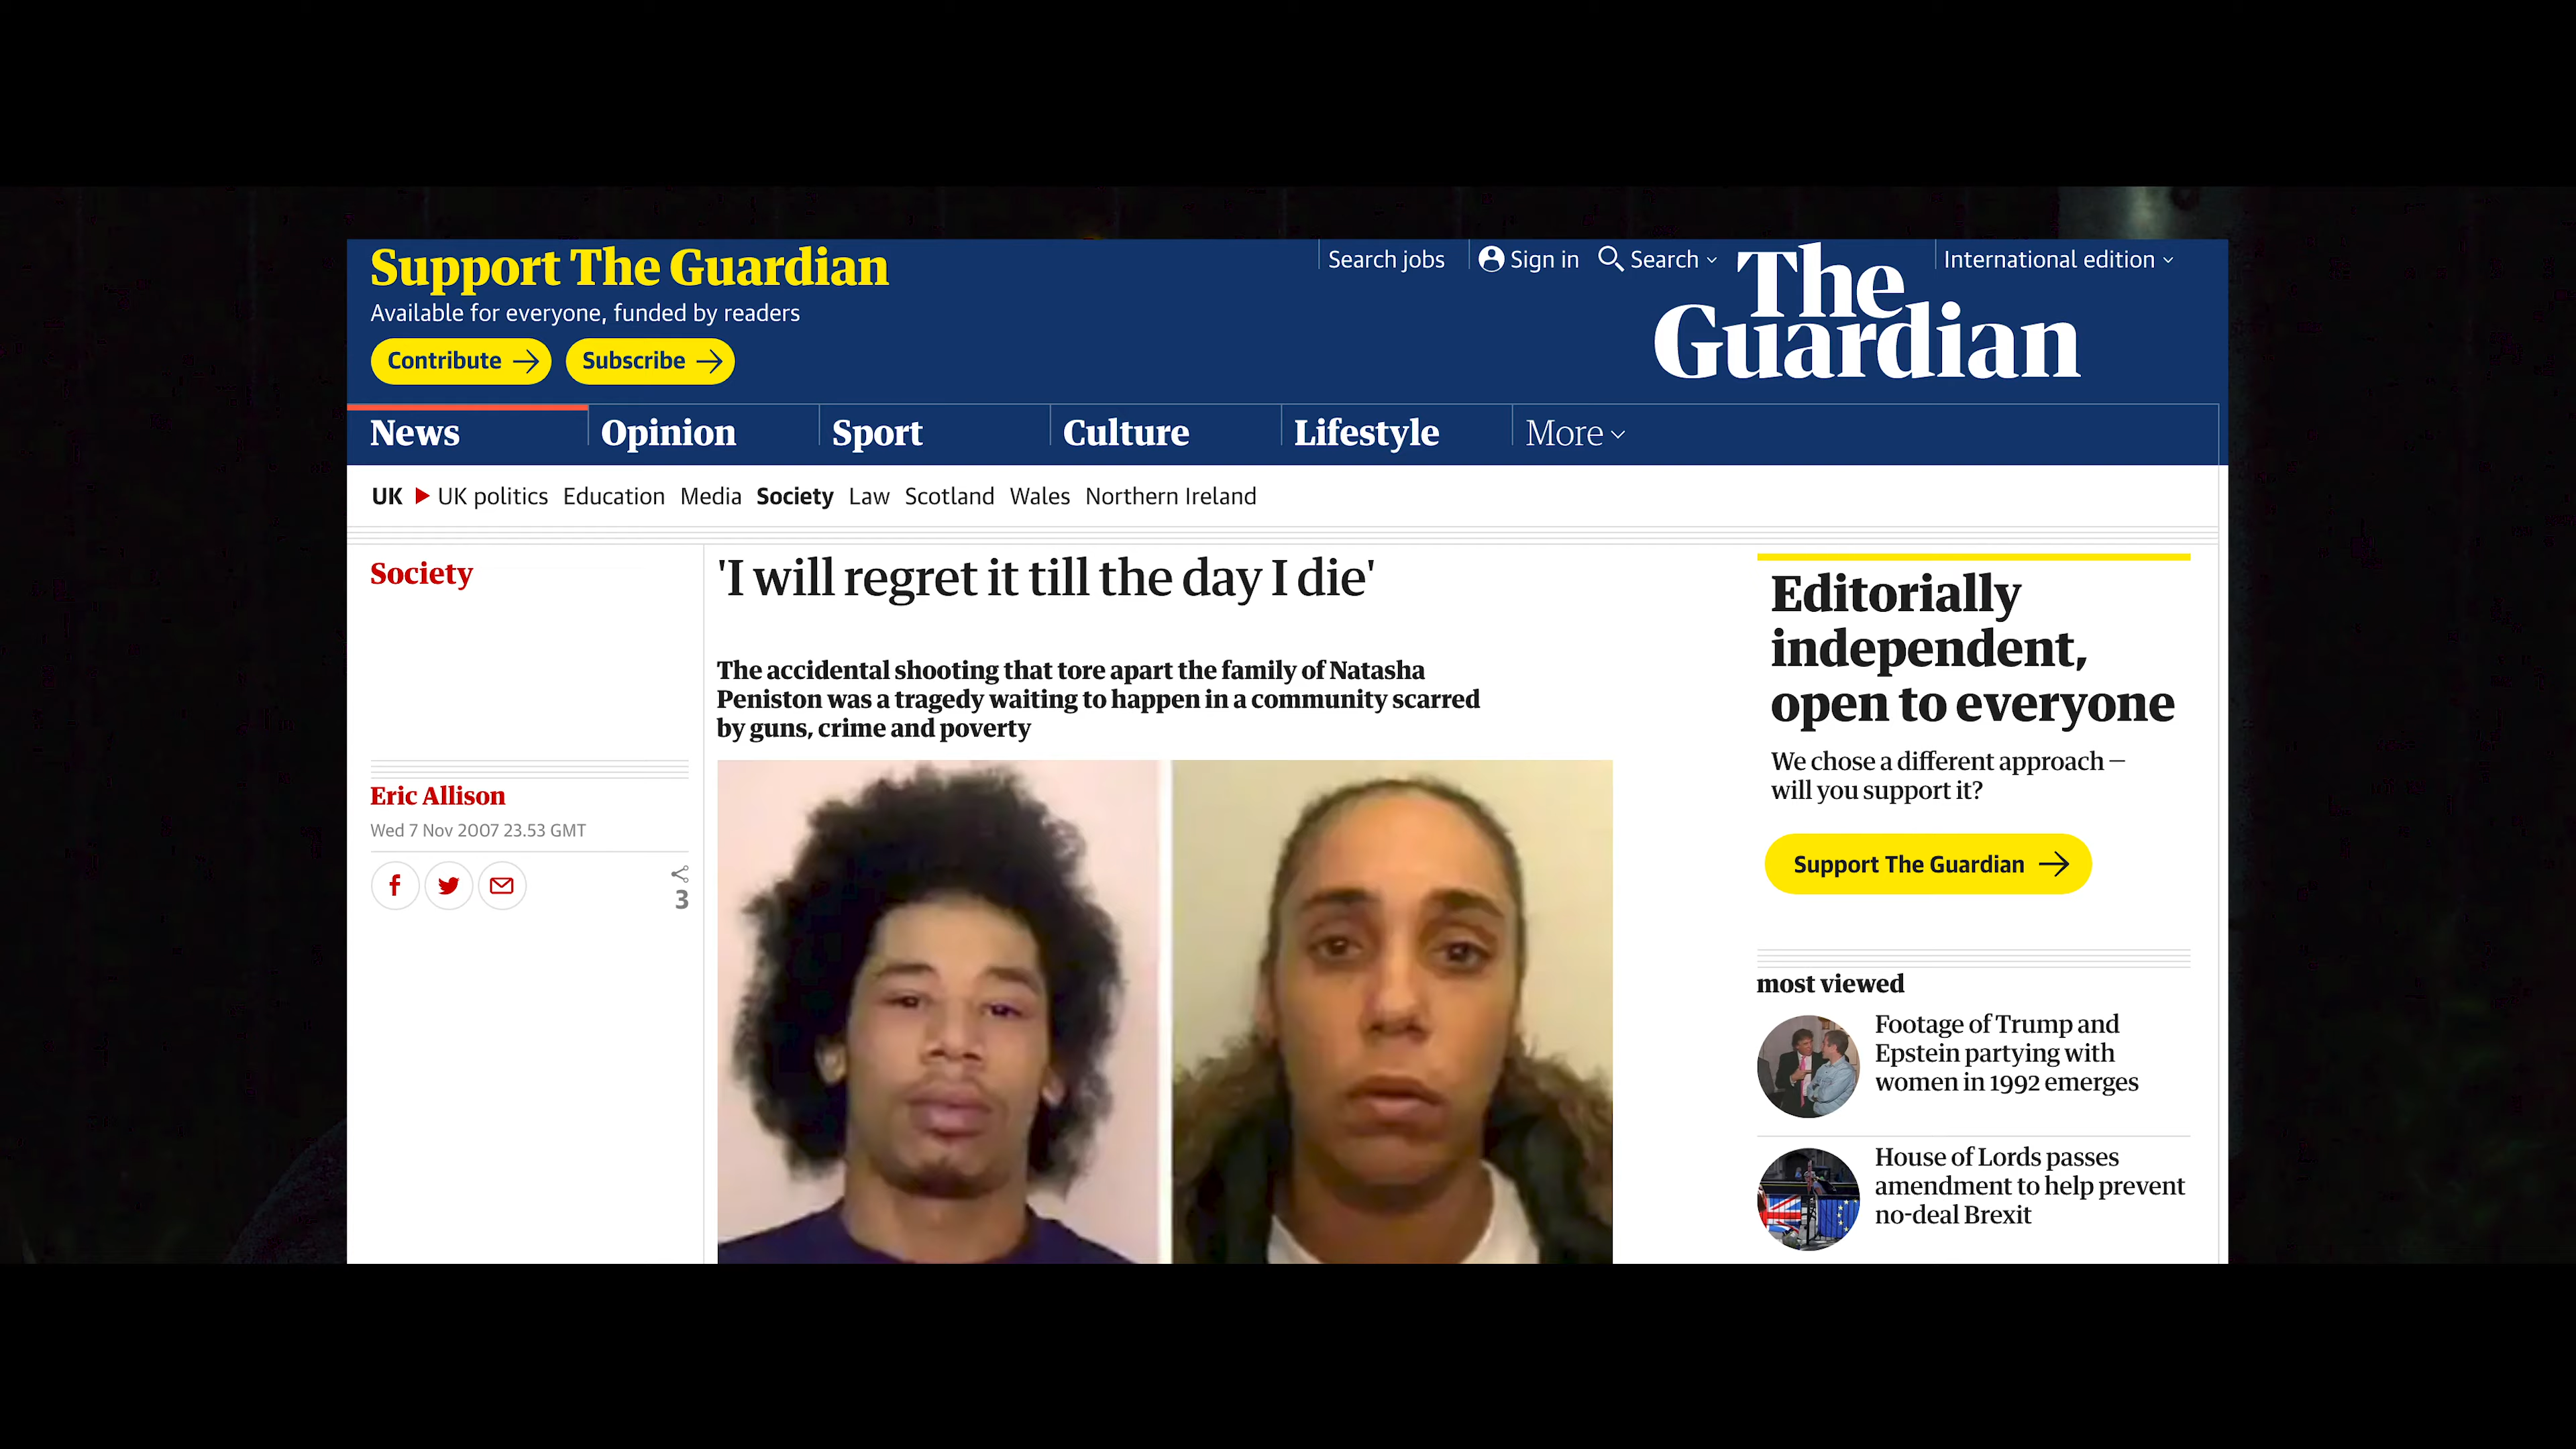 Support The Guardian
Available for everyone, funded by readers
Contribute
Subscribe
Search jobs
Sign in
Search
International edition
The
Guardian
News
Opinion
Sport
Culture
Lifestyle
More
UK
UK politics
Education
Media
Society
Law
Scotland
Wales
Northern Ireland
Society
'I will regret it till the day I die'
The accidental shooting that tore apart the family of Natasha
Peniston was a tragedy waiting to happen in a community scarred
by guns, crime and poverty
Eric Allison
Wed 7 Nov 2007 23.53 GMT
3
Editorially
independent,
open to everyone
We chose a different approach —
will you support it?
Support The Guardian
most viewed
Footage of Trump and
Epstein partying with
women in 1992 emerges
House of Lords passes
amendment to help prevent
no-deal Brexit